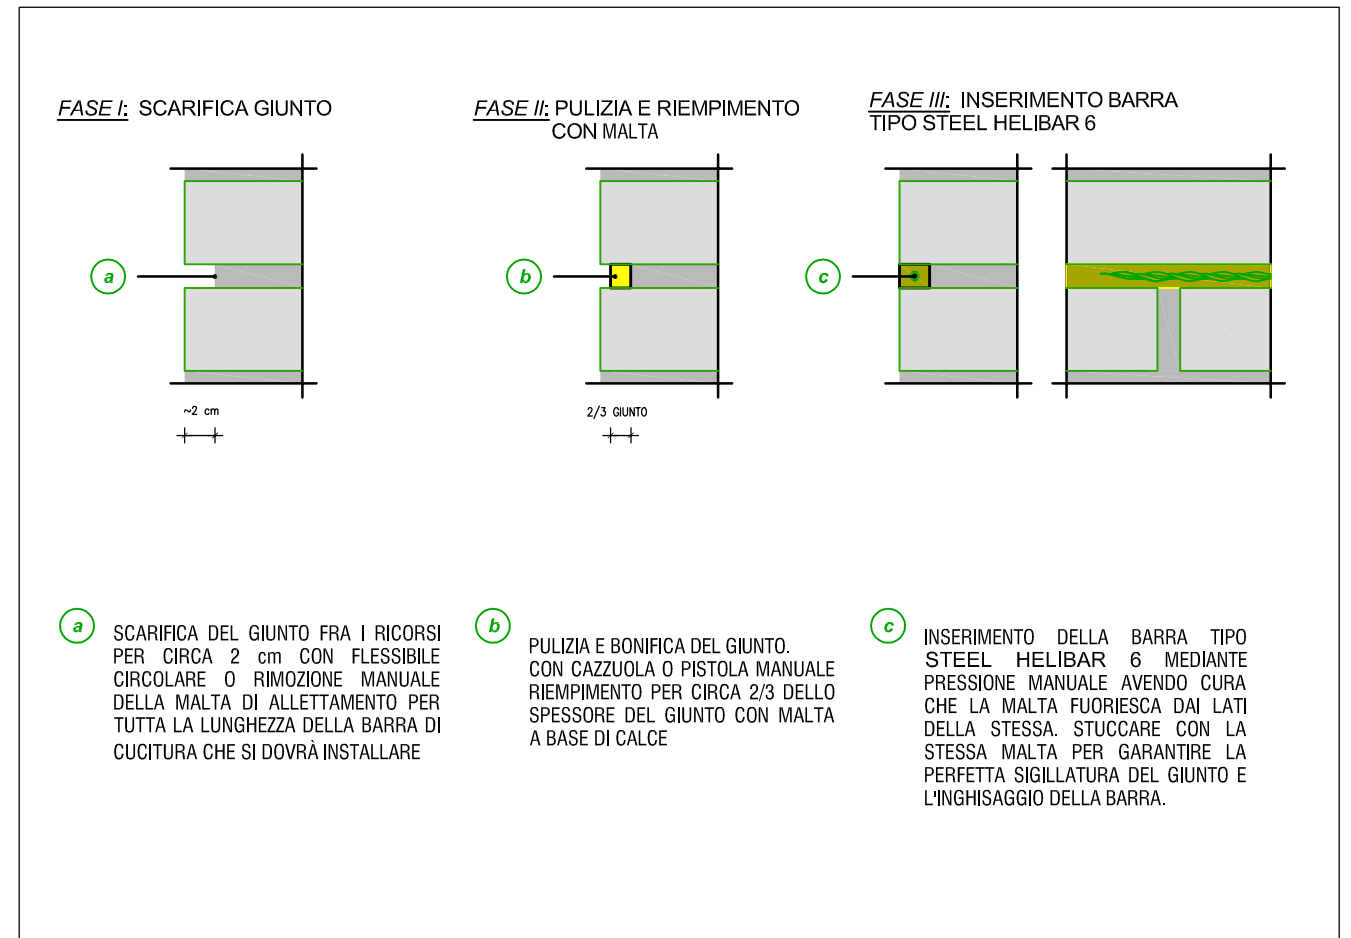 FASE I: SCARIFICA GIUNTO
a
~2 cm
FASE II: PULIZIA E RIEMPIMENTO
CON MALTA
b
2/3 GIUNTO
FASE III: INSERIMENTO BARRA
TIPO STEEL HELIBAR 6
c
a
SCARIFICA DEL GIUNTO FRA I RICORSI
PER CIRCA 2 cm CON FLESSIBILE
CIRCOLARE O RIMOZIONE MANUALE
DELLA MALTA DI ALLETTAMENTO PER
TUTTA LA LUNGHEZZA DELLA BARRA DI
CUCITURA CHE SI DOVRÀ INSTALLARE
b
PULIZIA E BONIFICA DEL GIUNTO.
CON CAZZUOLA O PISTOLA MANUALE
RIEMPIMENTO PER CIRCA 2/3 DELLO
SPESSORE DEL GIUNTO CON MALTA
A BASE DI CALCE
c
INSERIMENTO DELLA BARRA TIPO
STEEL HELIBAR 6 MEDIANTE
PRESSIONE MANUALE AVENDO CURA
CHE LA MALTA FUORIESCA DAI LATI
DELLA STESSA. STUCCARE CON LA
STESSA MALTA PER GARANTIRE LA
PERFETTA SIGILLATURA DEL GIUNTO E
L'INGHISAGGIO DELLA BARRA.